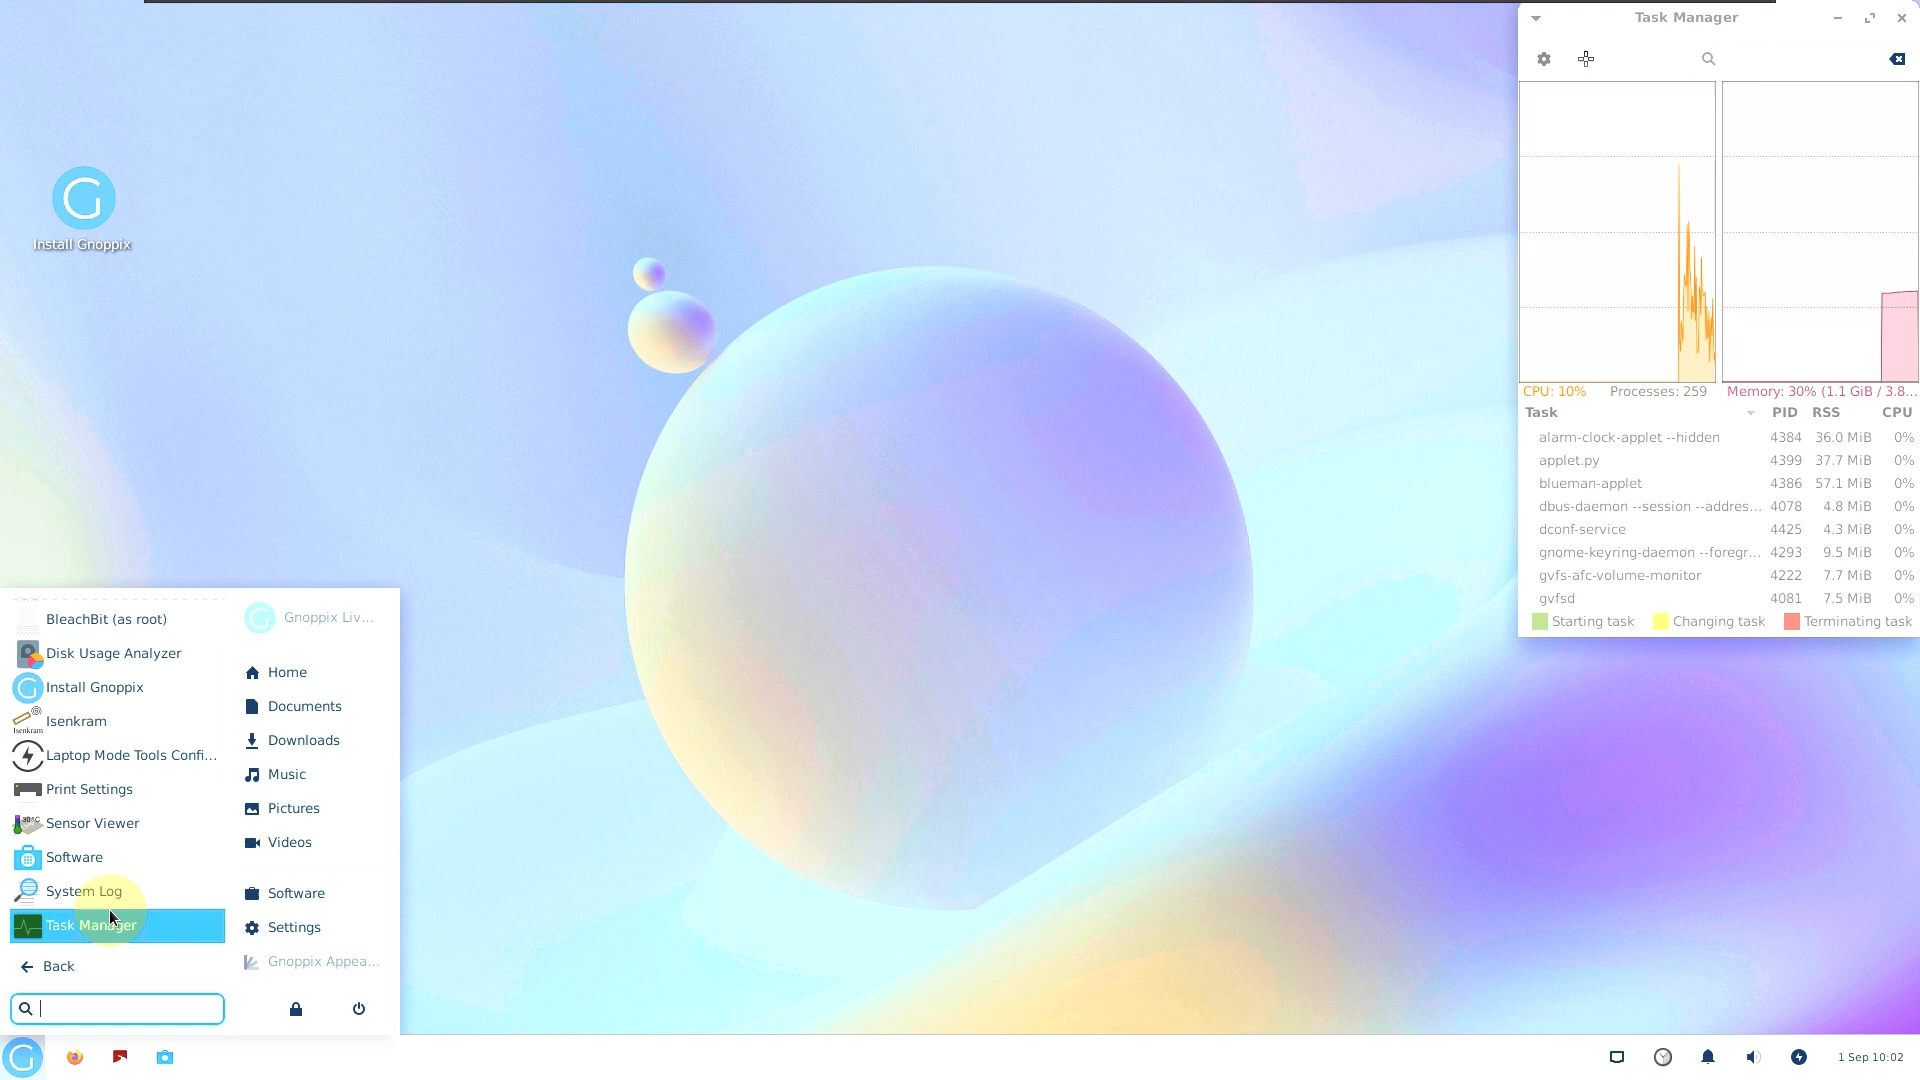 Task Manager
Install Gnoppix
CPU: 10% Processes: 259 Memory: 30% (1.1 GiB / 3.8...
Task PID RSS CPU
alarm-clock-applet --hidden 4384 36.0 MiB 0%
applet.py 4399 37.7 MiB 0%
blueman-applet 4386 57.1 MiB 0%
dbus-daemon --session --addres... 4078 4.8 MiB 0%
dconf-service 4425 4.3 MiB 0%
gnome-keyring-daemon --foregr... 4293 9.5 MiB 0%
gvfs-afc-volume-monitor 4222 7.7 MiB 0%
gvfsd 4081 7.5 MiB 0%
Starting task Changing task Terminating task
BleachBit (as root)
Disk Usage Analyzer
Install Gnoppix
Isenkram
Laptop Mode Tools Confi...
Print Settings
Sensor Viewer
Software
System Log
Task Manager
Back
Gnoppix Liv...
Home
Documents
Downloads
Music
Pictures
Videos
Software
Settings
Gnoppix Appea...
1 Sep 10:02